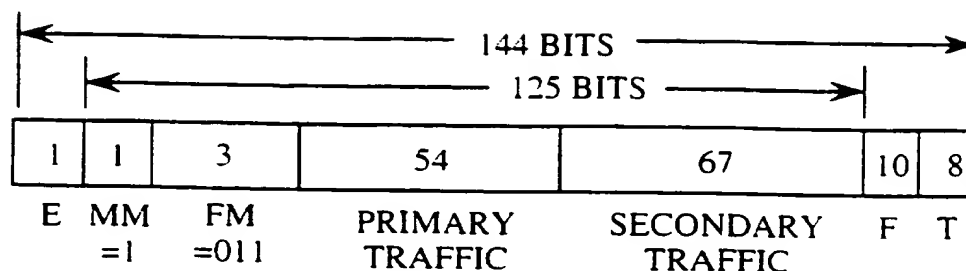 144 BITS
125 BITS
1 1 3 54 67 10 8
E MM FM PRIMARY SECONDARY F T
=1 =011 TRAFFIC TRAFFIC